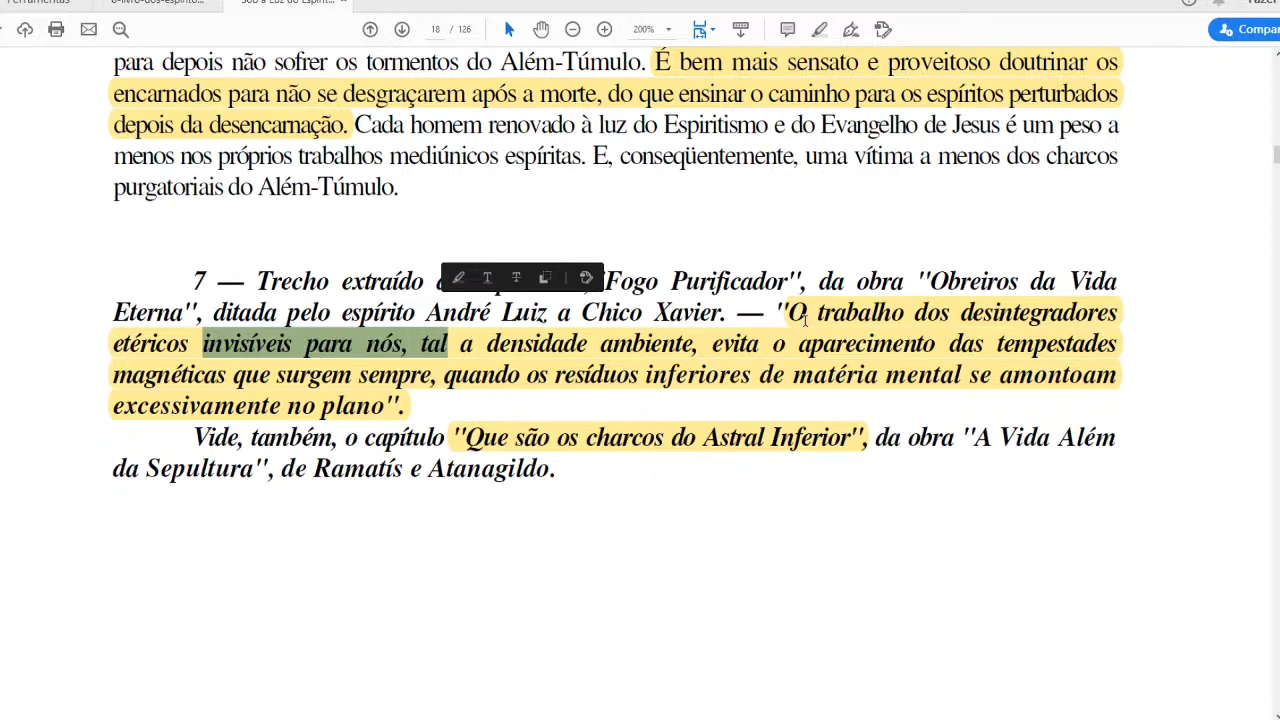 18 / 126
200%
Compar
para depois não sofrer os tormentos do Além-Túmulo. É bem mais sensato e proveitoso doutrinar os
encarnados para não se desgraçarem após a morte, do que ensinar o caminho para os espíritos perturbados
depois da desencarnação. Cada homem renovado à luz do Espiritismo e do Evangelho de Jesus é um peso a
menos nos próprios trabalhos mediúnicos espíritas. E, conseqüentemente, uma vítima a menos dos charcos
purgatoriais do Além-Túmulo.
7 — Trecho extraído "Fogo Purificador", da obra "Obreiros da Vida
Eterna", ditada pelo espírito André Luiz a Chico Xavier. — "O trabalho dos desintegradores
etéricos invisíveis para nós, tal a densidade ambiente, evita o aparecimento das tempestades
magnéticas que surgem sempre, quando os resíduos inferiores de matéria mental se amontoam
excessivamente no plano".
Vide, também, o capítulo "Que são os charcos do Astral Inferior", da obra "A Vida Além
da Sepultura", de Ramatís e Atanagildo.